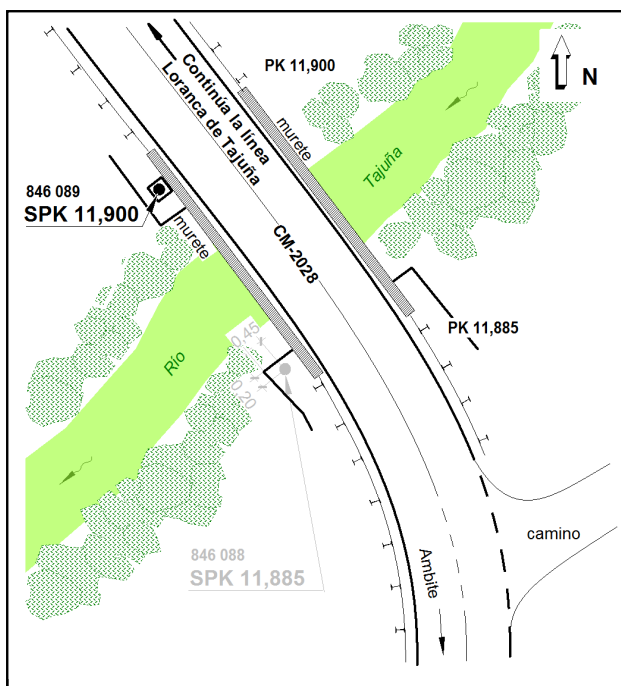 PK 11,900
N
Continúa la línea
Loranca de Tajuña
murete
Tajuña
846 089
SPK 11,900
murete
CM-2028
PK 11,885
Rio
0.45
0.20
846 088
SPK 11,885
Ambite
camino